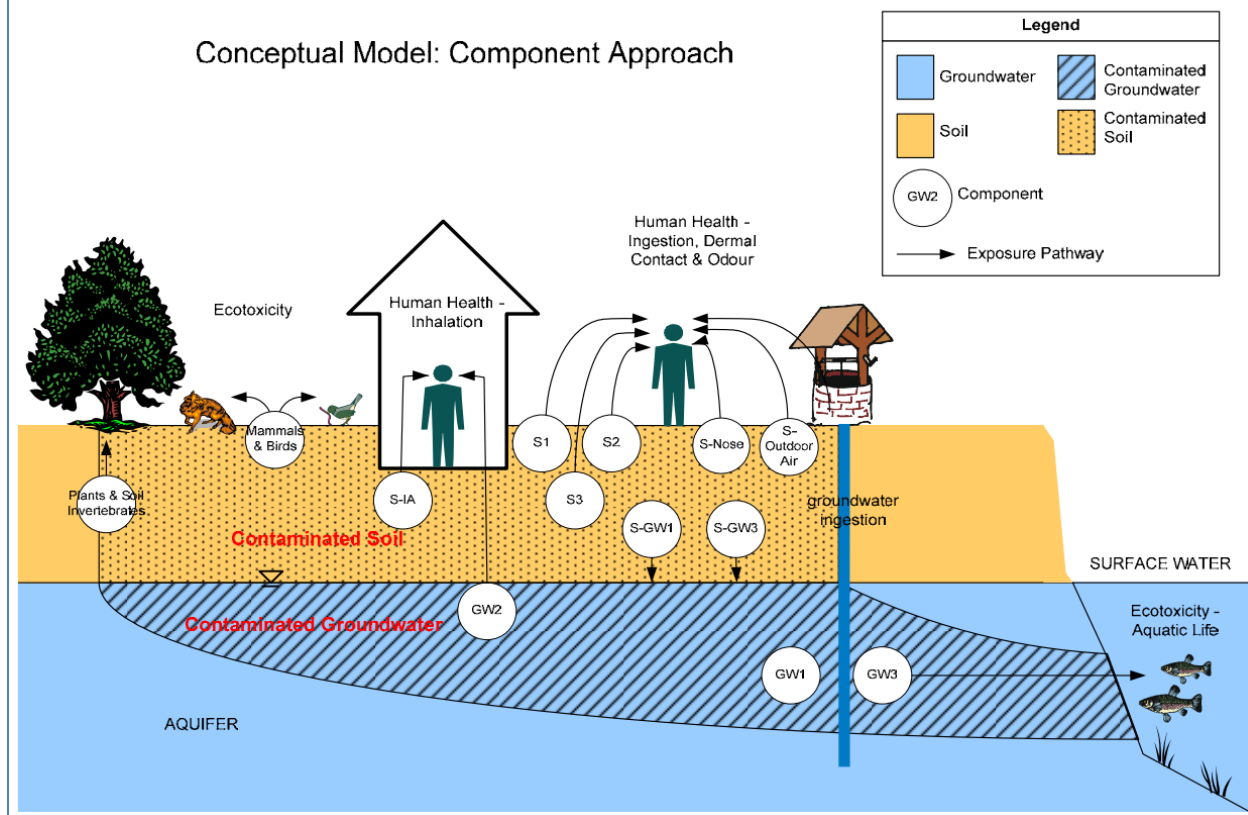 Conceptual Model: Component Approach
Legend
Groundwater
Contaminated
Groundwater
Soil
Contaminated
Soil
GW2
Component
Exposure Pathway
Human Health -
Ingestion, Dermal
Contact & Odour
Ecotoxicity
Human Health -
Inhalation
Mammals
& Birds
S1
S2
S-Nose
S-
Outdoor
Air
Plants & Soil
Invertebrates
S-IA
S3
S-GW1
S-GW3
groundwater
ingestion
Contaminated Soil
SURFACE WATER
GW2
Contaminated Groundwater
Ecotoxicity -
Aquatic Life
GW1
GW3
AQUIFER